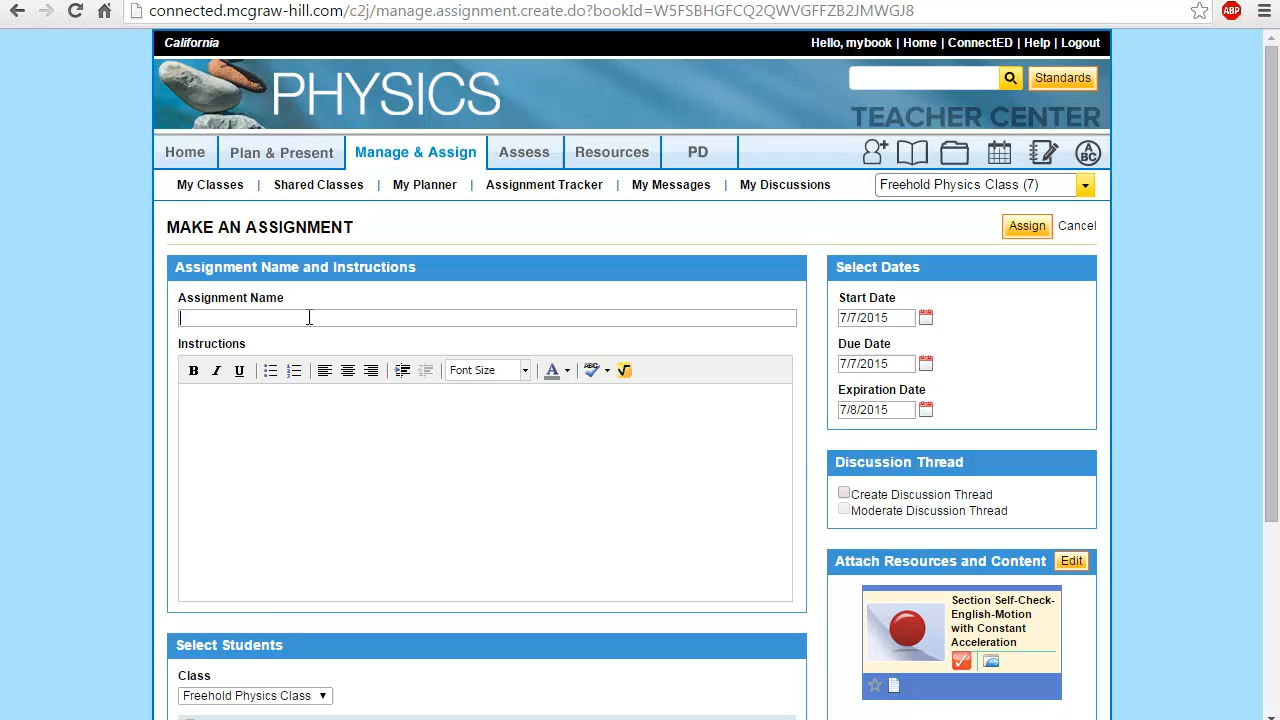 connected.mcgraw-hill.com/c2j/manage.assignment.create.do?bookId=W5FSBHGFCQ2QWVGFFZB2JMWGJ8
ABP
California
Hello, mybook | Home | ConnectED | Help | Logout
PHYSICS
Standards
TEACHER CENTER
Home
Plan & Present
Manage & Assign
Assess
Resources
PD
A
BC
My Classes | Shared Classes | My Planner | Assignment Tracker | My Messages | My Discussions
Freehold Physics Class (7)
MAKE AN ASSIGNMENT
Assign
Cancel
Assignment Name and Instructions
Assignment Name
Instructions
B I U
Font Size
A
ABC
Select Dates
Start Date
7/7/2015
Due Date
7/7/2015
Expiration Date
7/8/2015
Discussion Thread
Create Discussion Thread
Moderate Discussion Thread
Attach Resources and Content
Edit
Section Self-Check-
English-Motion
with Constant
Acceleration
Select Students
Class
Freehold Physics Class